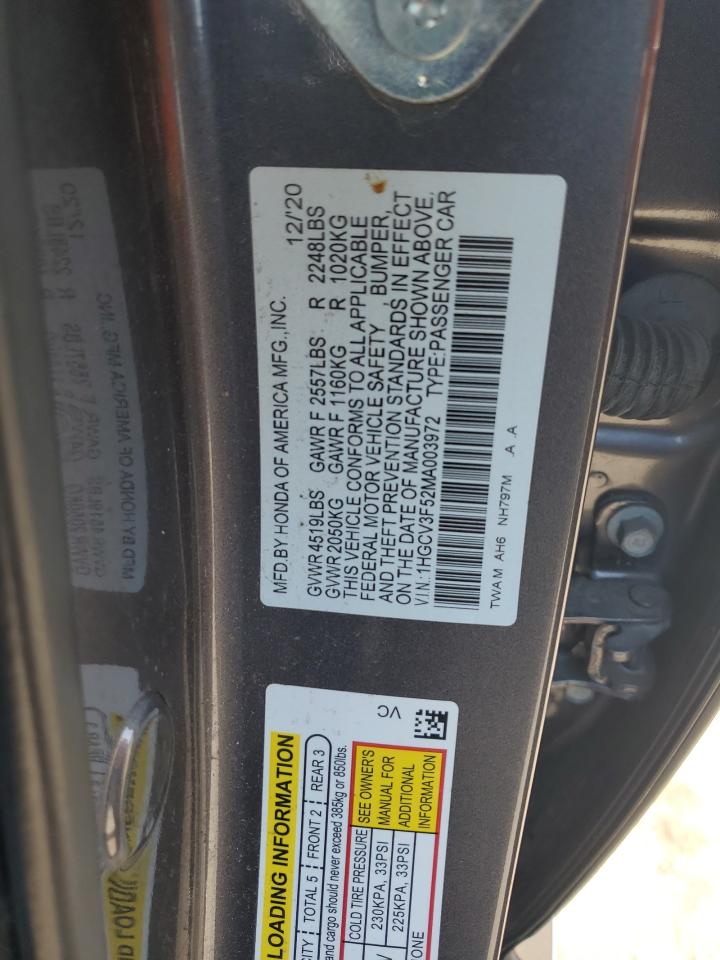 MFD.BY HONDA OF AMERICA MFG.,INC. 12/'20
GVWR 4519LBS GAWR F 2557LBS R 2248LBS
GVWR 2050KG GAWR F 1160KG R 1020KG
THIS VEHICLE CONFORMS TO ALL APPLICABLE
FEDERAL MOTOR VEHICLE SAFETY , BUMPER,
AND THEFT PREVENTION STANDARDS IN EFFECT
ON THE DATE OF MANUFACTURE SHOWN ABOVE.
V.I.N.:1HGCV3F52MA003972 TYPE:PASSENGER CAR
TWA M AH6 NH797M A A
VC
LOADING INFORMATION
TOTAL 5 FRONT 2 REAR 3
and cargo should never exceed 385kg or 850lbs.
COLD TIRE PRESSURE SEE OWNER'S
230KPA, 33PSI MANUAL FOR
225KPA, 33PSI ADDITIONAL
INFORMATION